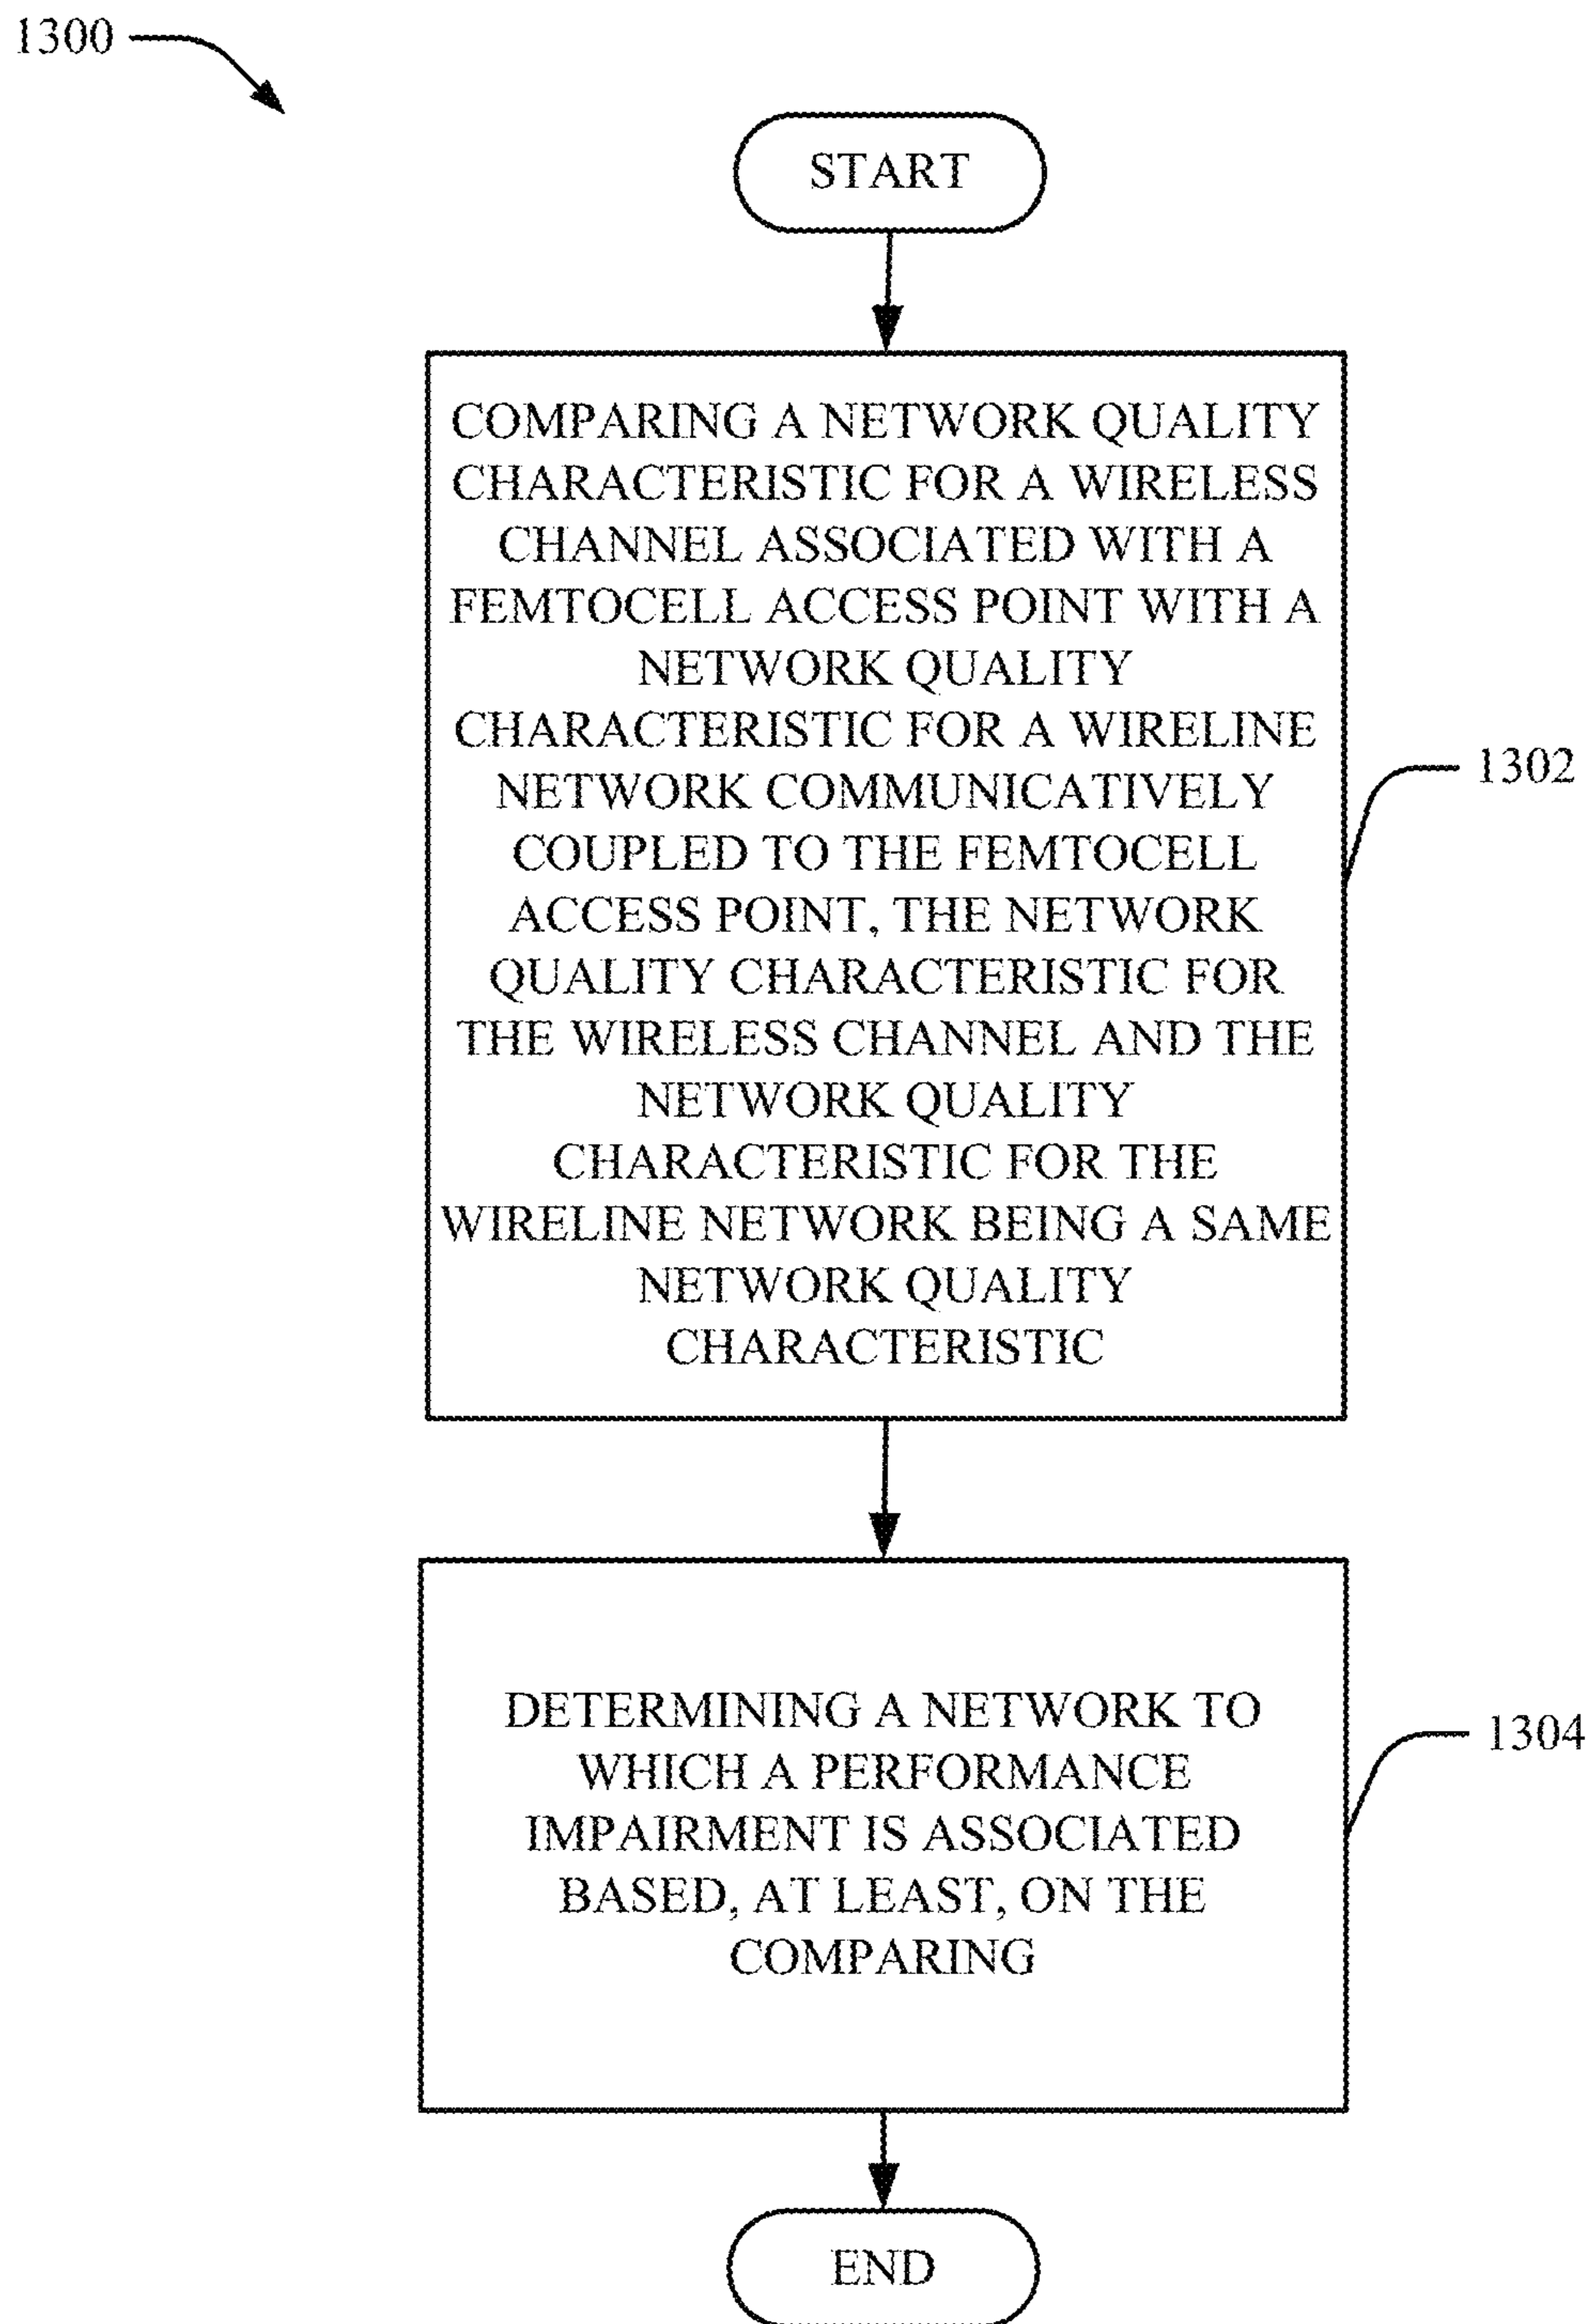 1300
START
COMPARING A NETWORK QUALITY
CHARACTERISTIC FOR A WIRELESS
CHANNEL ASSOCIATED WITH A
FEMTOCELL ACCESS POINT WITH A
NETWORK QUALITY
CHARACTERISTIC FOR A WIRELINE
NETWORK COMMUNICATIVELY
COUPLED TO THE FEMTOCELL
ACCESS POINT, THE NETWORK
QUALITY CHARACTERISTIC FOR
THE WIRELESS CHANNEL AND THE
NETWORK QUALITY
CHARACTERISTIC FOR THE
WIRELINE NETWORK BEING A SAME
NETWORK QUALITY
CHARACTERISTIC
1302
DETERMINING A NETWORK TO
WHICH A PERFORMANCE
IMPAIRMENT IS ASSOCIATED
BASED, AT LEAST, ON THE
COMPARING
1304
END